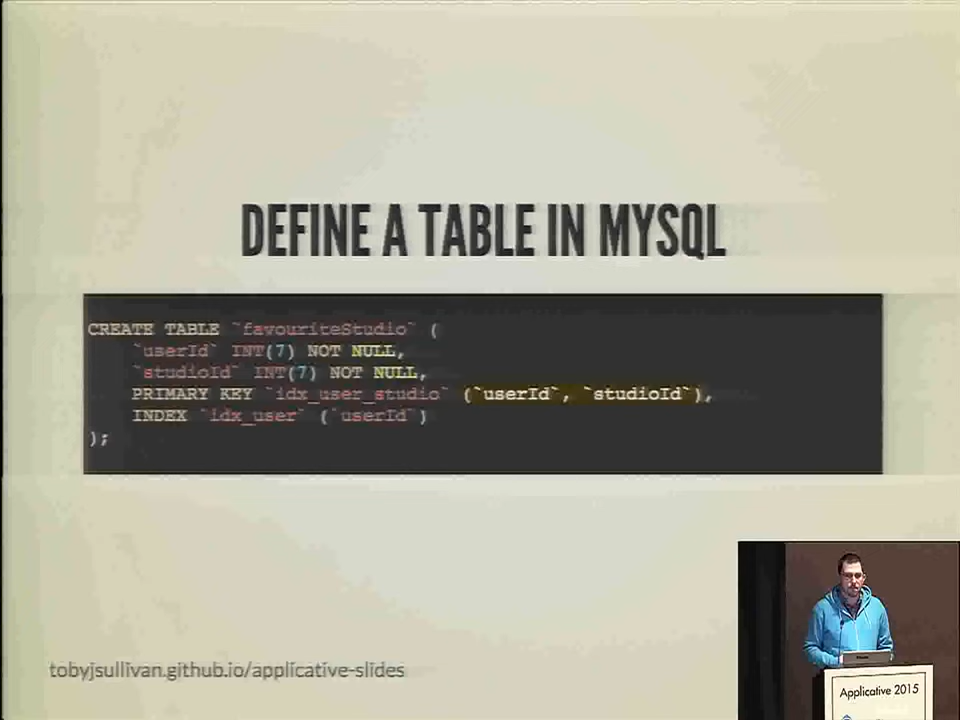 DEFINE A TABLE IN MYSQL
CREATE TABLE `favouriteStudio` (
`userId` INT(7) NOT NULL,
`studioId` INT(7) NOT NULL,
PRIMARY KEY `idx_user_studio` (`userId`, `studioId`),
INDEX `idx_user` (`userId`)
);
tobyjsullivan.github.io/applicative-slides
Applicative 2015